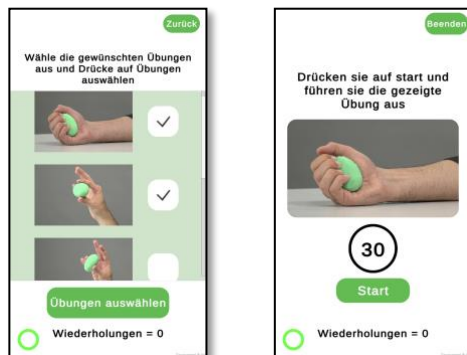 Zurück
Wähle die gewünschten Übungen
aus und Drücke auf Übungen
auswählen
Übungen auswählen
Wiederholungen = 0
Beenden
Drücken sie auf start und
führen sie die gezeigte
Übung aus
30
Start
Wiederholungen = 0